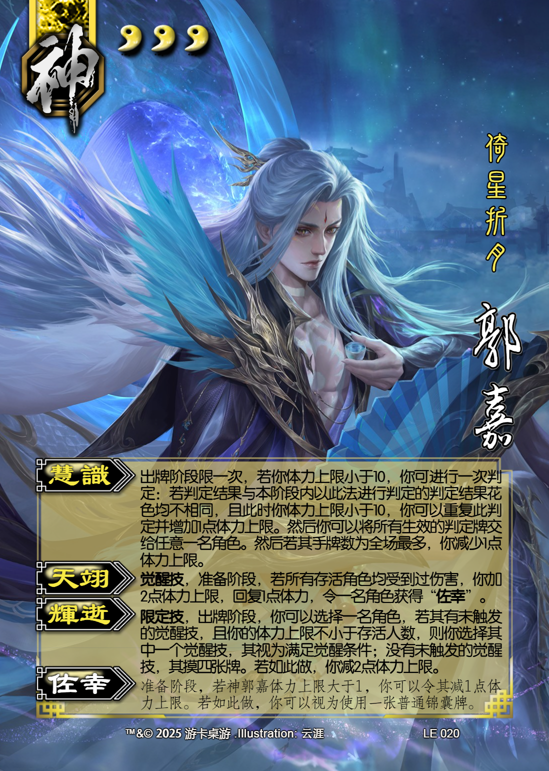 神
倚星折月
郭嘉
慧識
出牌阶段限一次，若你体力上限小于10，你可进行一次判
定：若判定结果与本阶段内以此法进行判定的判定结果花
色均不相同，且此时你体力上限小于10，你可以重复此判
定并增加1点体力上限。然后你可以将所有生效的判定牌交
给任意一名角色。然后若其手牌数为全场最多，你减少1点
体力上限。
天翊
觉醒技，准备阶段，若所有存活角色均受到过伤害，你加
2点体力上限，回复1点体力，令一名角色获得“佐幸”。
輝逝
限定技，出牌阶段，你可以选择一名角色，若其有未触发
的觉醒技，且你的体力上限不小于存活人数，则你选择其
中一个觉醒技，其视为满足觉醒条件；没有未触发的觉醒
技，其摸四张牌。若如此做，你减2点体力上限。
佐幸
准备阶段，若神郭嘉体力上限大于1，你可以令其减1点体
力上限。若如此做，你可以视为使用一张普通锦囊牌。
™&© 2025 游卡桌游 .Illustration: 云涯
LE 020